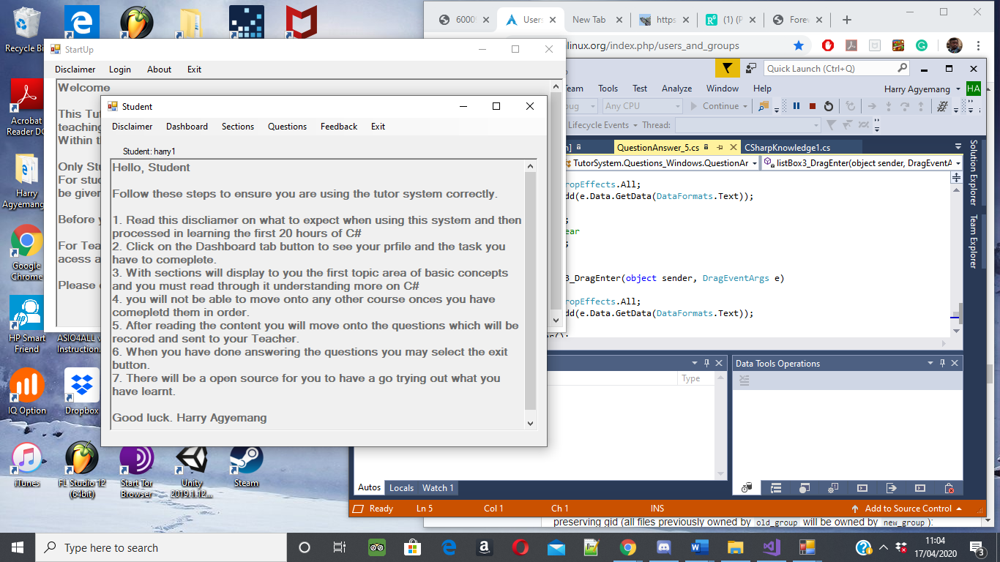 Recycle Bi
6000
Users
New Tab
https
(1) (P
Forev
linux.org/index.php/users_and_groups
StartUp
Disclaimer Login About Exit
Welcome
This Tut
teaching
Within th
Only Stu
For stud
be given
Before y
For Tea
acess a
Please
Student
Disclaimer Dashboard Sections Questions Feedback Exit
Student: harry1
Hello, Student
Follow these steps to ensure you are using the tutor system correctly.
1. Read this discliamer on what to expect when using this system and then
processed in learning the first 20 hours of C#
2. Click on the Dashboard tab button to see your prfile and the task you
have to comeplete.
3. With sections will display to you the first topic area of basic concepts
and you must read through it understanding more on C#
4. you will not be able to move onto any other course onces you have
comepletd them in order.
5. After reading the content you will move onto the questions which will be
recored and sent to your Teacher.
6. When you have done answering the questions you may select the exit
button.
7. There will be a open source for you to have a go trying out what you
have learnt.
Good luck. Harry Agyemang
Quick Launch (Ctrl+Q)
eam Tools Test Analyze Window Help
Harry Agyemang HA
bug Any CPU Continue
Lifecycle Events Thread:
QuestionAnswer_5.cs
CSharpKnowledge1.cs
TutorSystem.Questions_Windows.QuestionAr
listBox3_DragEnter(object sender, DragEventA
ropEffects.All;
dd(e.Data.GetData(DataFormats.Text));
;
ear
;
3_DragEnter(object sender, DragEventArgs e)
ropEffects.All;
dd(e.Data.GetData(DataFormats.Text));
Solution Explorer
Team Explorer
Type
Data Tools Operations
Autos Locals Watch 1
Ready Ln 5 Col 1 Ch 1 INS Add to Source Control
preserving gid (all files previously owned by old_group will be owned by new_group):
Acrobat
Reader DC
Harry
Agyemang
Google
Chrome
HP Smart
Friend
ASIO4ALL v
Instruction...
IQ Option
Dropbox
iTunes
FL Studio 12
(64bit)
Start Tor
Browser
Unity
2019.1.12...
Steam
Type here to search
11:04
17/04/2020
3